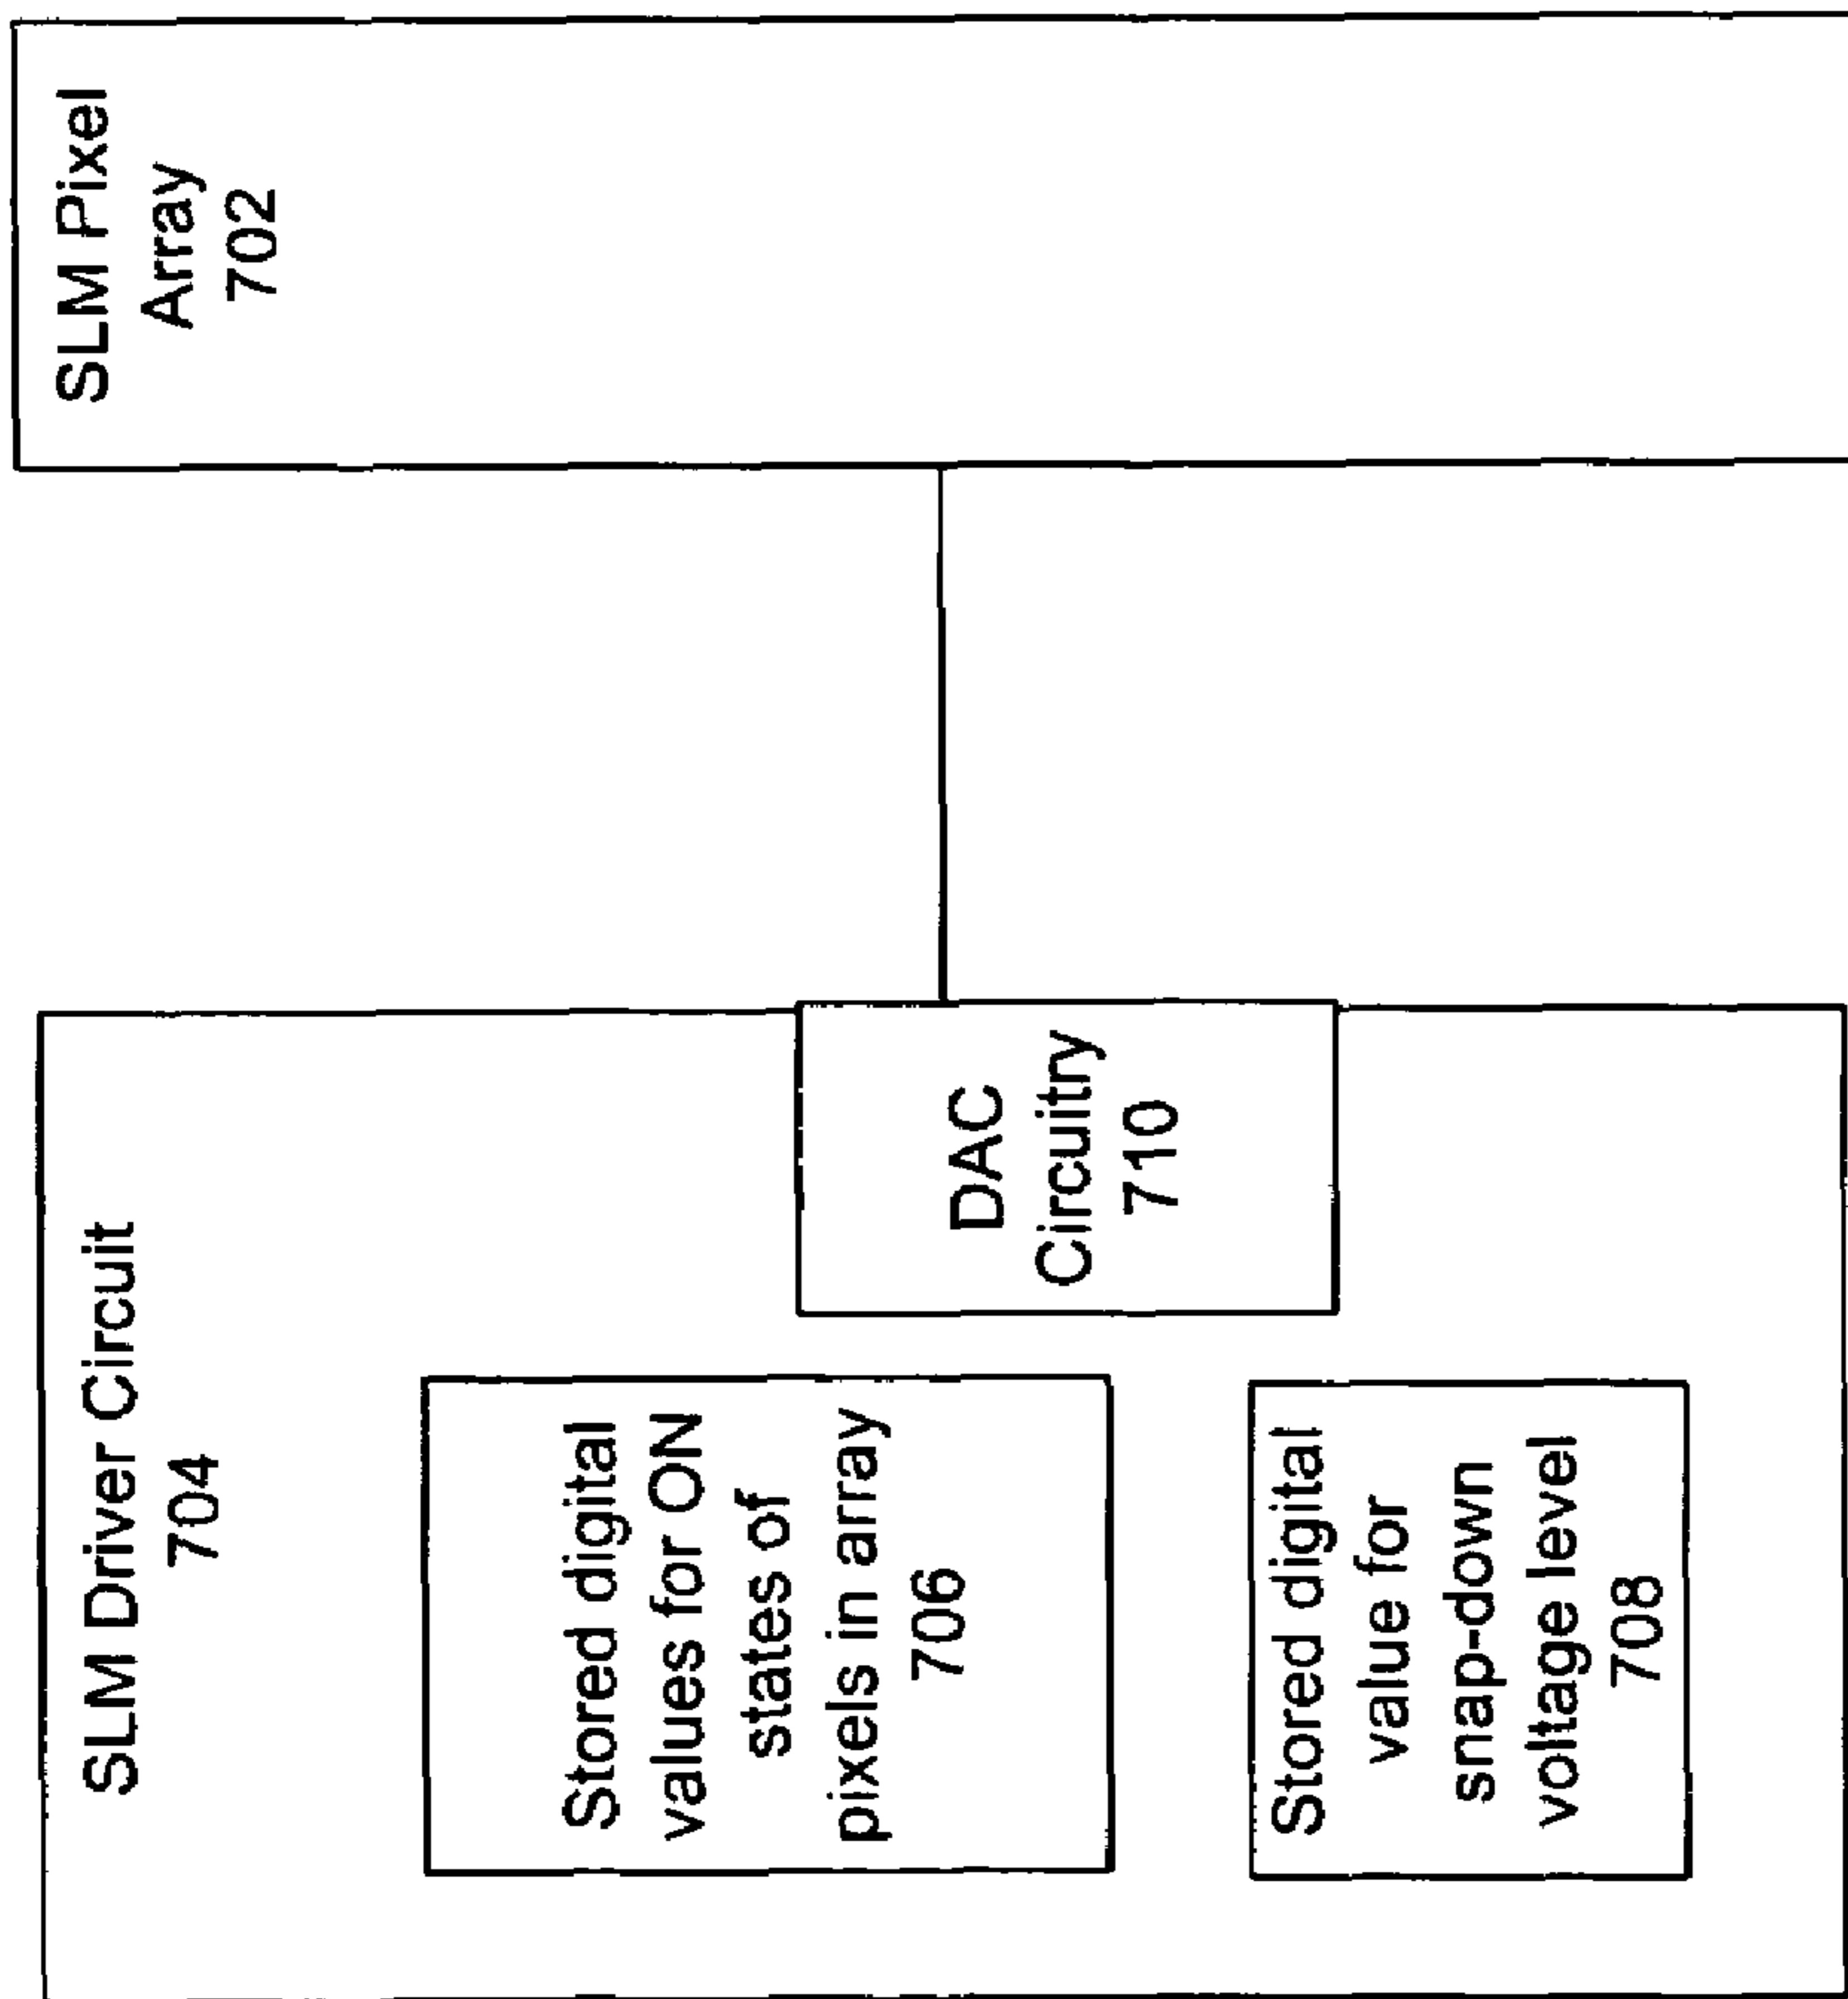 SLM Driver Circuit
704
Stored digital
values for ON
states of
pixels in array
706
Stored digital
value for
snap-down
voltage level
708
DAC
Circuitry
710
SLM Pixel
Array
702